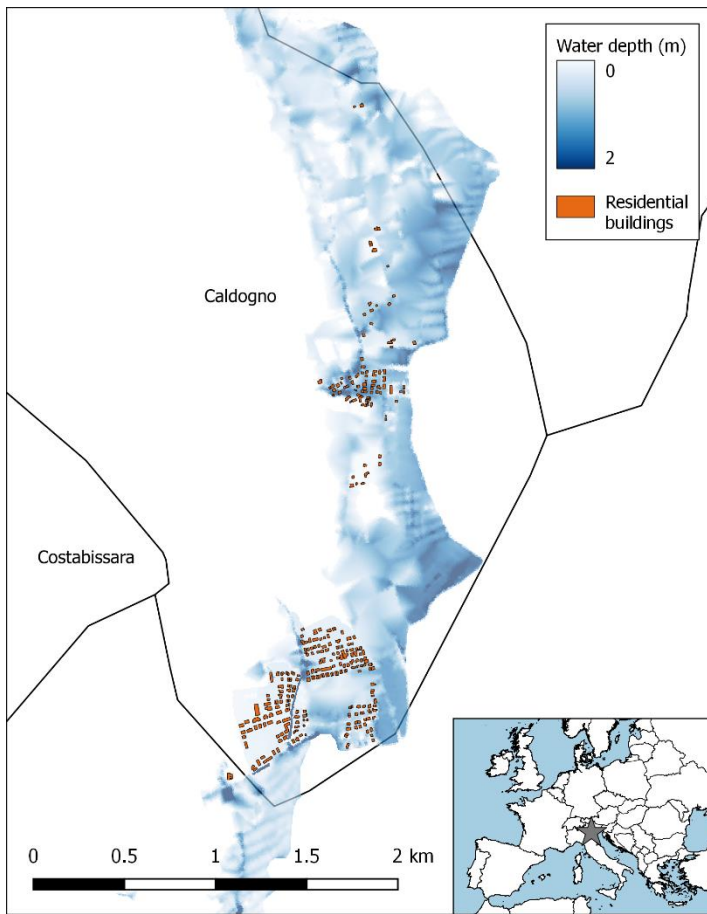 Water depth (m)
0
2
Residential
buildings
Caldogno
Costabissara
0 0.5 1 1.5 2 km